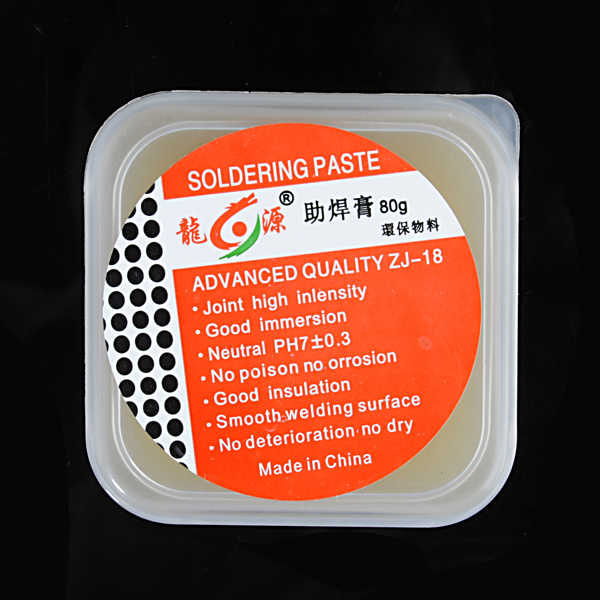 SOLDERING PASTE
龍源® 助焊膏 80g
環保物料
ADVANCED QUALITY ZJ-18
• Joint high inlensity
• Good immersion
• Neutral PH7±0.3
• No poison no orrosion
• Good insulation
• Smooth welding surface
• No deterioration no dry
Made in China